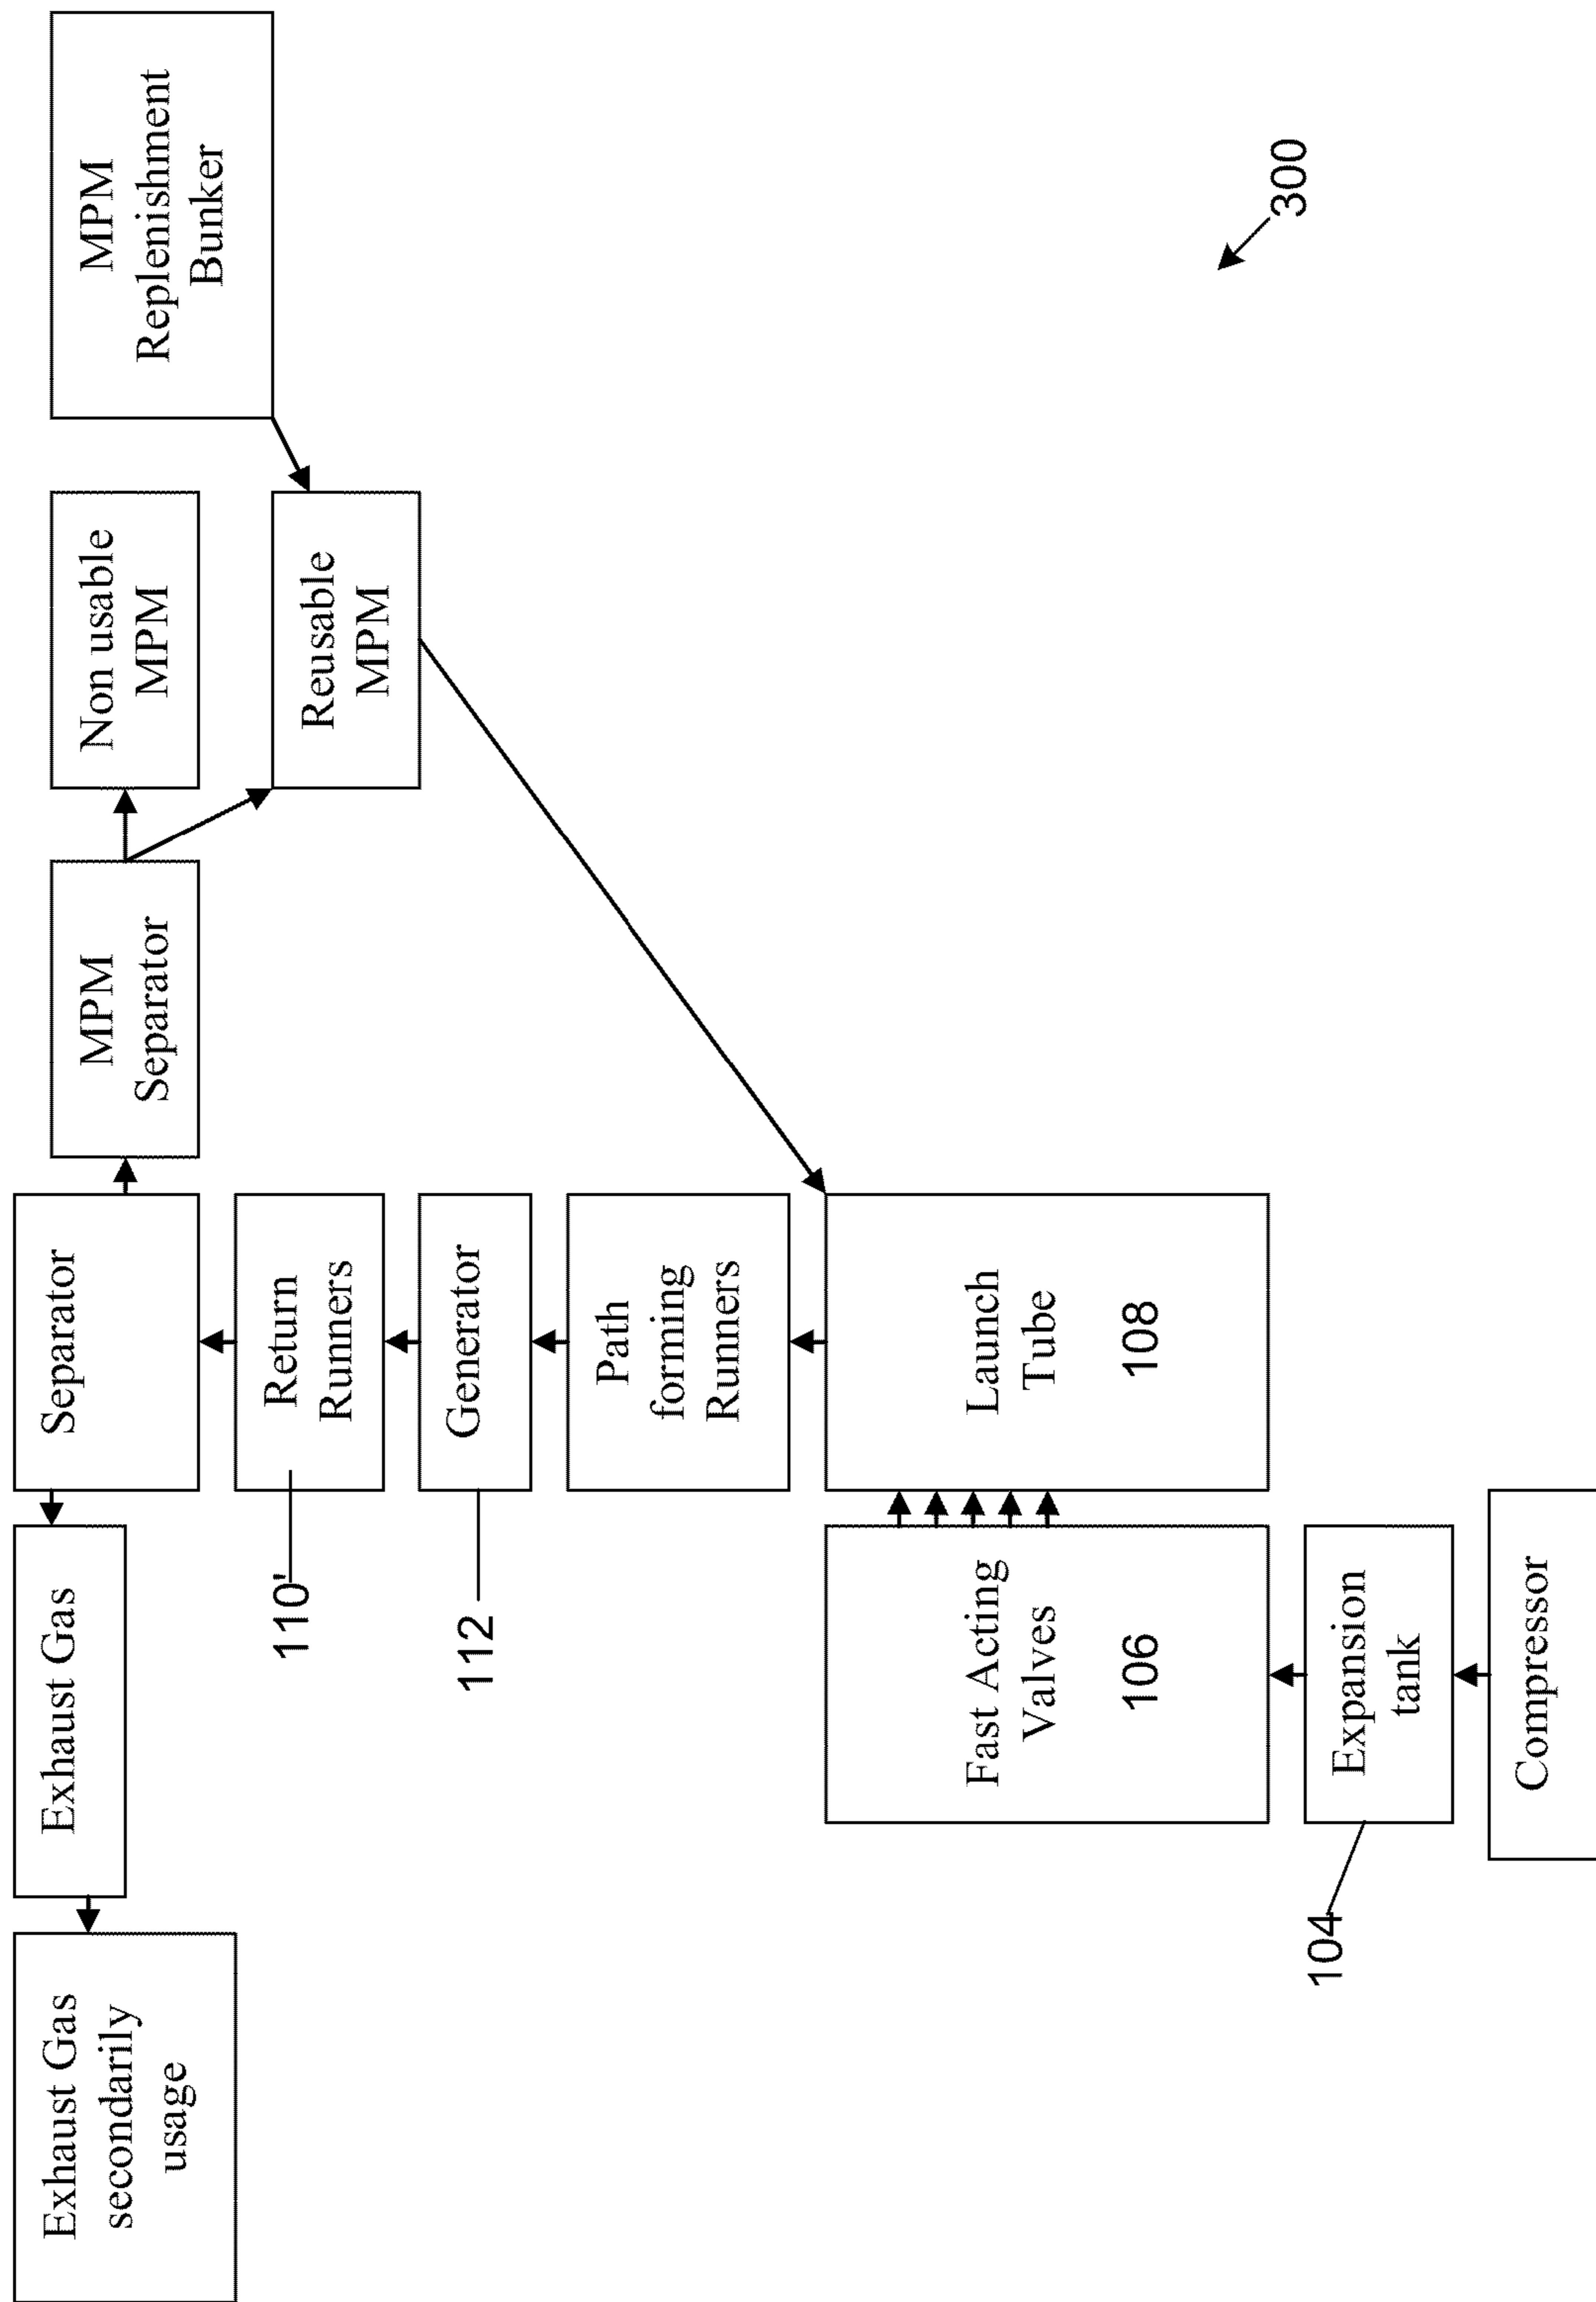 Exhaust Gas
secondarily
usage
Exhaust Gas
Separator
MPM
Separator
Non usable
MPM
MPM
Replenishment
Bunker
110'
Return
Runners
Reusable
MPM
112
Generator
Path
forming
Runners
Fast Acting
Valves
106
Launch
Tube
108
300
104
Expansion
tank
Compressor